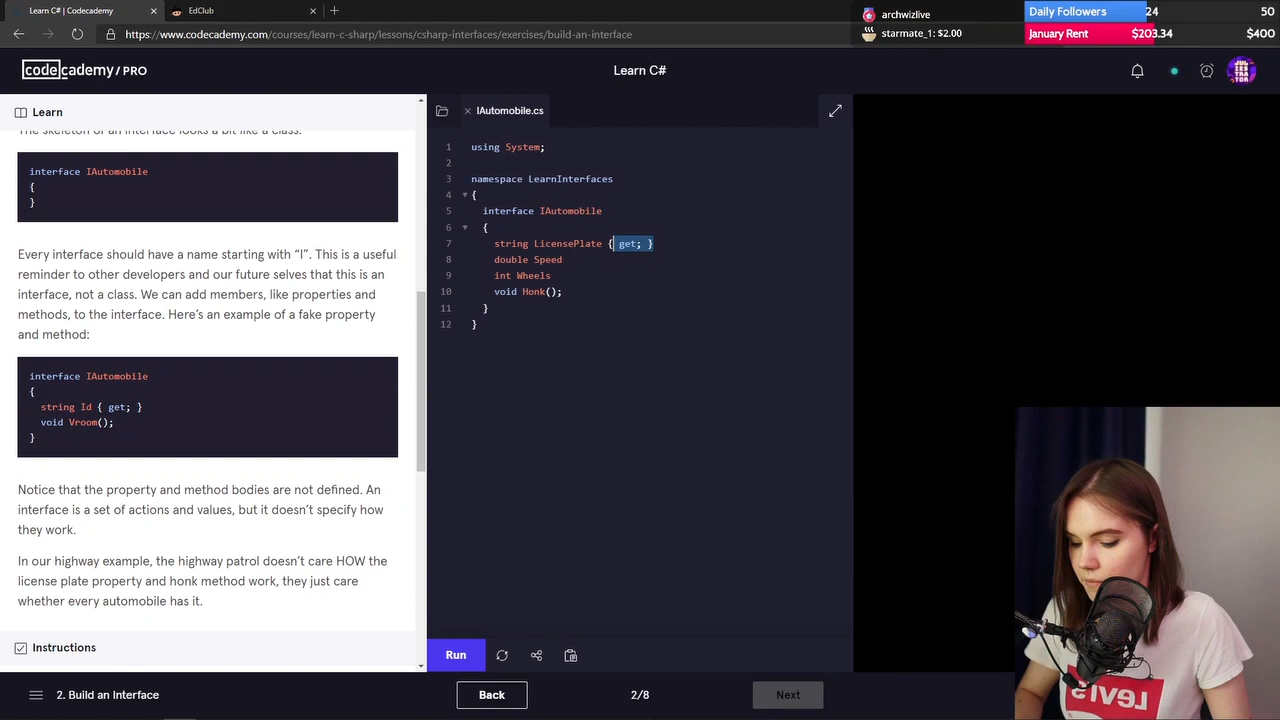 Learn C# | Codecademy
EdClub
https://www.codecademy.com/courses/learn-c-sharp/lessons/csharp-interfaces/exercises/build-an-interface
archwizlive
starmate_1: $2.00
Daily Followers 24 50
January Rent $203.34 $400
codecademy/PRO
Learn C#
Learn
The skeleton of an interface looks a bit like a class.
interface IAutomobile
{
}
Every interface should have a name starting with “I”. This is a useful
reminder to other developers and our future selves that this is an
interface, not a class. We can add members, like properties and
methods, to the interface. Here’s an example of a fake property
and method:
interface IAutomobile
{
string Id { get; }
void Vroom();
}
Notice that the property and method bodies are not defined. An
interface is a set of actions and values, but it doesn’t specify how
they work.
In our highway example, the highway patrol doesn’t care HOW the
license plate property and honk method work, they just care
whether every automobile has it.
Instructions
IAutomobile.cs
1 using System;
2
3 namespace LearnInterfaces
4 {
5 interface IAutomobile
6 {
7 string LicensePlate { get; }
8 double Speed
9 int Wheels
10 void Honk();
11 }
12 }
Run
2. Build an Interface
Back
2/8
Next
LEVI'S